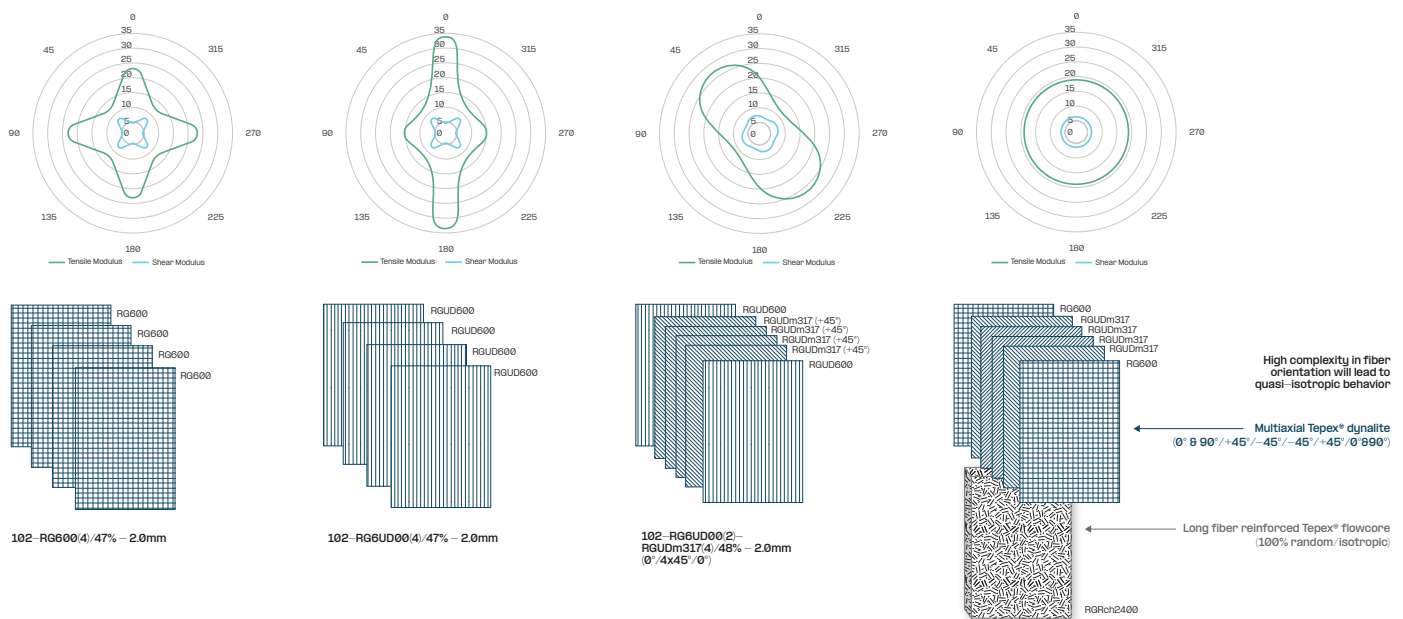 0
35
30
25
20
15
10
5
0
45
315
90
270
135
225
180
Tensile Modulus
Shear Modulus
0
35
30
25
20
15
10
5
0
45
315
90
270
135
225
180
Tensile Modulus
Shear Modulus
0
35
30
25
20
15
10
5
0
45
315
90
270
135
225
180
Tensile Modulus
Shear Modulus
0
35
30
25
20
15
10
5
0
45
315
90
270
135
225
180
Tensile Modulus
Shear Modulus
RG600
RG600
RG600
RG600
102–RG600(4)/47% – 2.0mm
RGUD600
RGUD600
RGUD600
RGUD600
102–RG6UD00(4)/47% – 2.0mm
RGUD600
RGUDm317 (+45°)
RGUDm317 (+45°)
RGUDm317 (+45°)
RGUDm317 (+45°)
RGUD600
102–RG6UD00(2)–
RGUDm317(4)/48% – 2.0mm
(0°/4x45°/0°)
RG600
RGUDm317
RGUDm317
RGUDm317
RGUDm317
RG600
High complexity in fiber
orientation will lead to
quasi–isotropic behavior
Multiaxial Tepex® dynalite
(0° & 90°/+45°/–45°/–45°/+45°/0°&90°)
Long fiber reinforced Tepex® flowcore
(100% random/isotropic)
RGRch2400